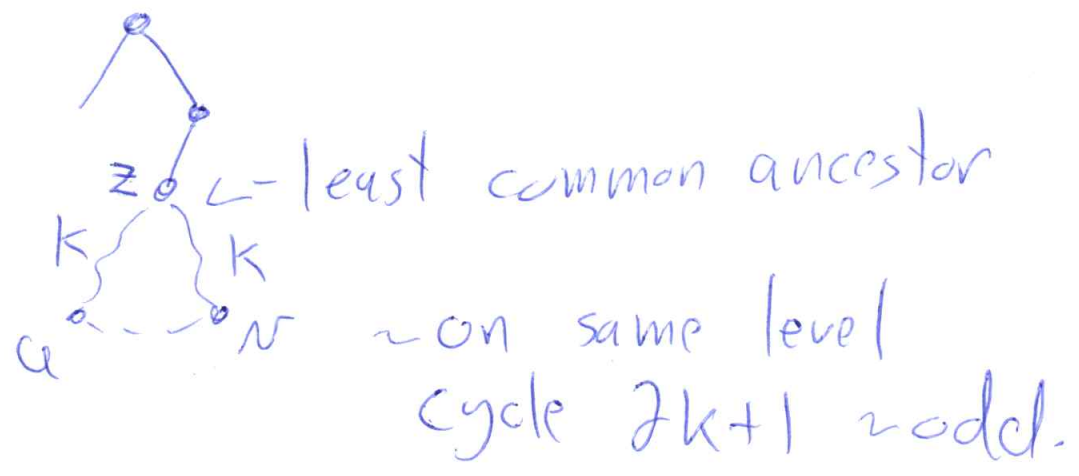 z ← least common ancestor
k k
u v ~ on same level
cycle 2k+1 ~ odd.